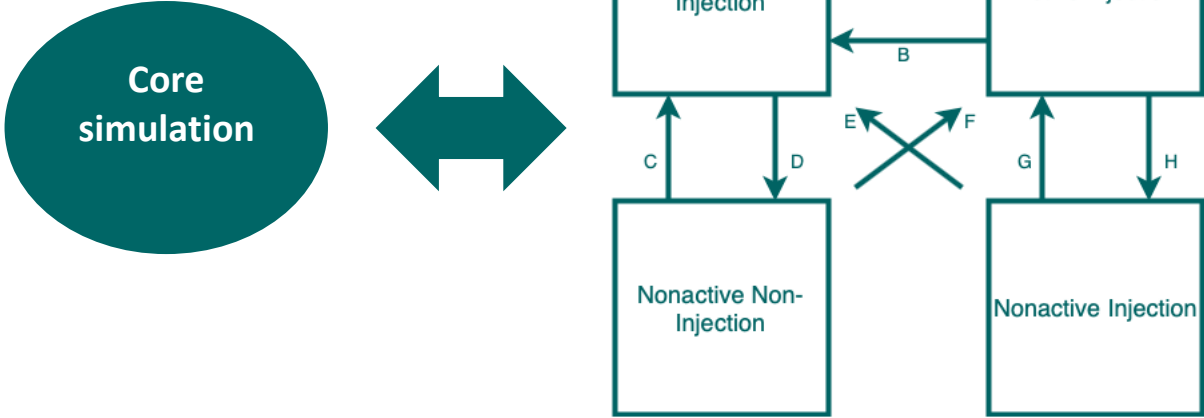 Injection
B
Core
simulation
E
F
C
D
G
H
Nonactive Non-
Injection
Nonactive Injection